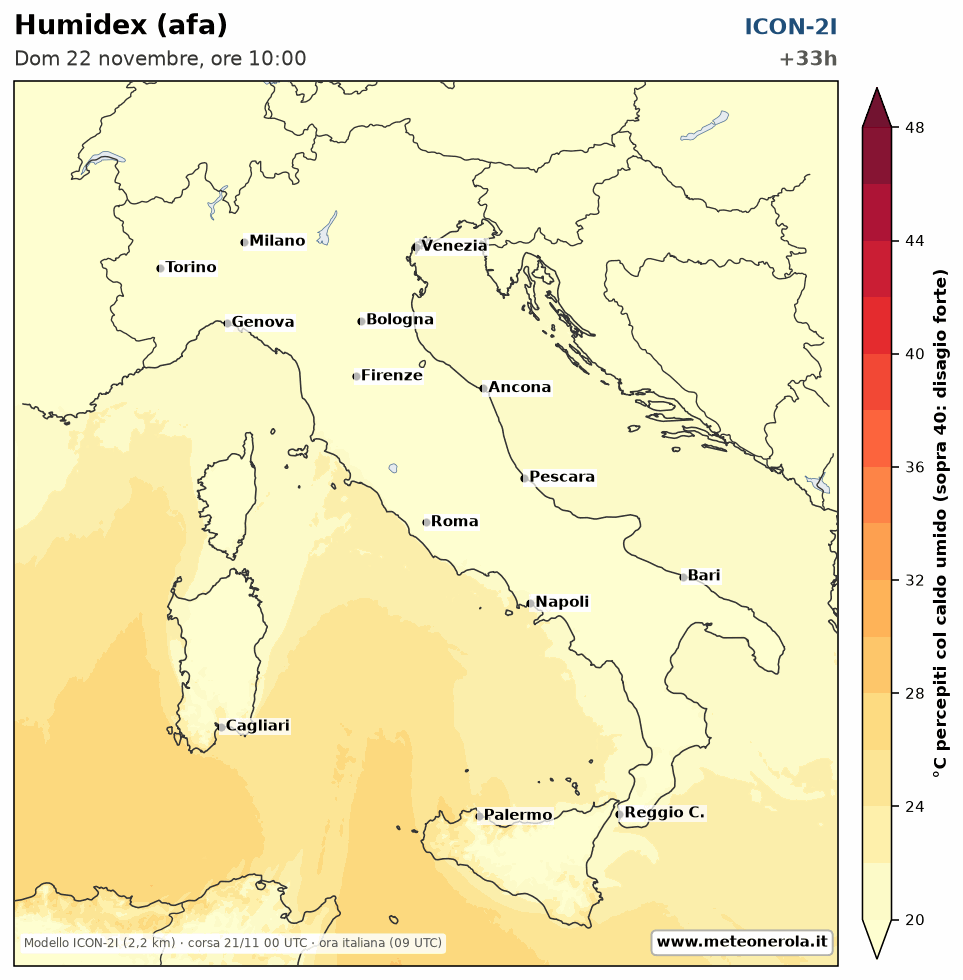 Humidex (afa)
ICON-2I
Dom 22 novembre, ore 10:00
+33h
Milano
Venezia
Torino
Genova
Bologna
Firenze
Ancona
Pescara
Roma
Bari
Napoli
Cagliari
Palermo
Reggio C.
48
44
40
36
32
28
24
20
°C percepiti col caldo umido (sopra 40: disagio forte)
Modello ICON-2I (2,2 km) · corsa 21/11 00 UTC · ora italiana (09 UTC)
www.meteonerola.it